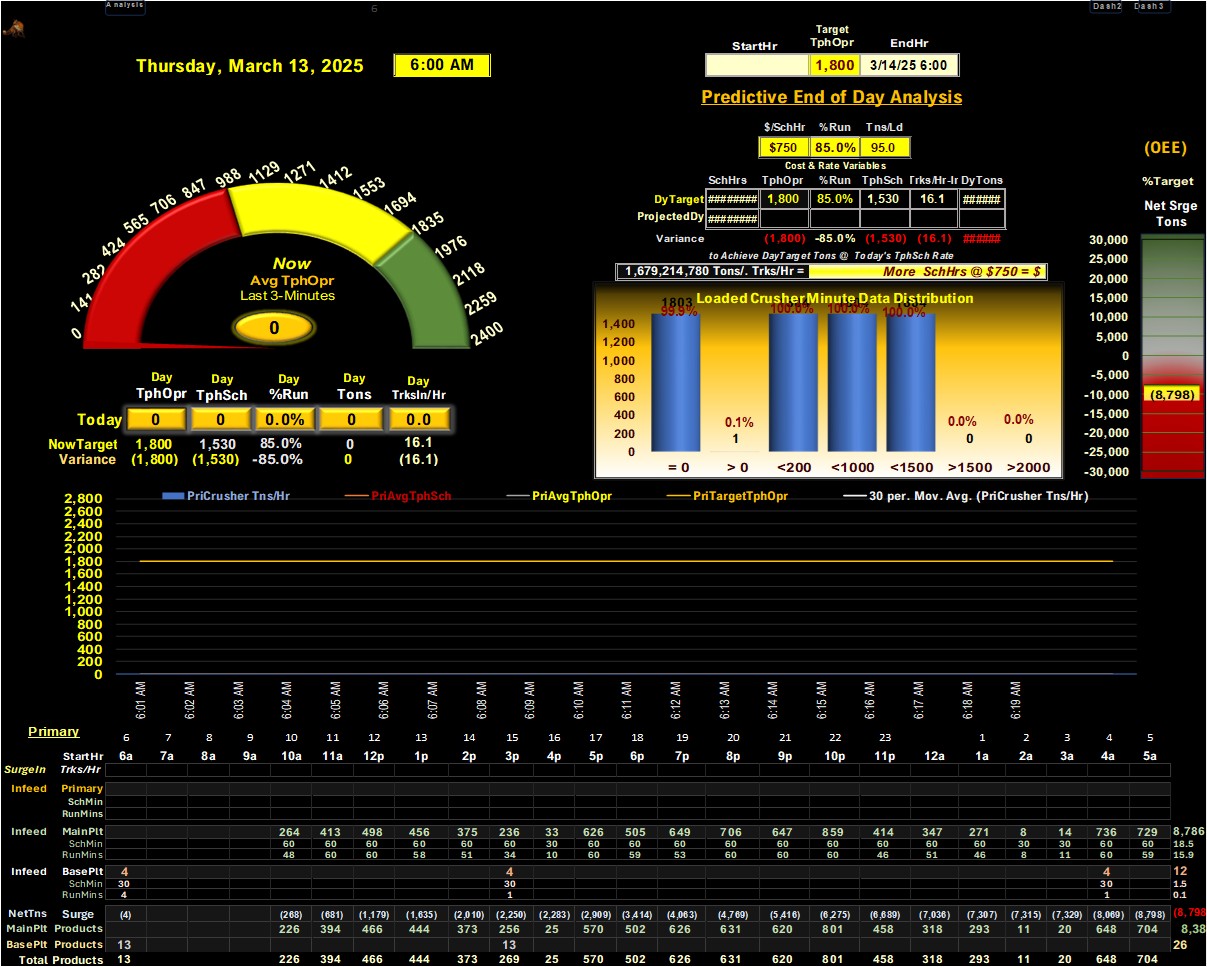 Analysis
6
Dash2 Dash3
Thursday, March 13, 2025 6:00 AM
StartHr Target TphOpr EndHr
1,800 3/14/25 6:00
Predictive End of Day Analysis
$/SchHr %Run Tns/Ld
$750 85.0% 95.0
Cost & Rate Variables
SchHrs TphOpr %Run TphSch Trks/Hr-Ir DyTons
DyTarget ######## 1,800 85.0% 1,530 16.1 ######
ProjectedDy ########
Variance (1,800) -85.0% (1,530) (16.1) ######
to Achieve DayTarget Tons @ Today's TphSch Rate
1,679,214,780 Tons/. Trks/Hr = More SchHrs @ $750 = $
(OEE)
%Target
Net Srge
Tons
30,000
25,000
20,000
15,000
10,000
5,000
0
-5,000
-10,000
(8,798)
-15,000
-20,000
-25,000
-30,000
0
141
282
424
565
706
847
988
1129
1271
1412
1553
1694
1835
1976
2118
2259
2400
Now
Avg TphOpr
Last 3-Minutes
0
Day Day Day Day Day
TphOpr TphSch %Run Tons TrksIn/Hr
Today 0 0 0.0% 0 0.0
NowTarget 1,800 1,530 85.0% 0 16.1
Variance (1,800) (1,530) -85.0% 0 (16.1)
Loaded Crusher Minute Data Distribution
1803
99.9% 100.0% 100.0% 100.0%
1,400
1,200
1,000
800
600
400
200
0
0.1%
1
0.0%
0
0.0%
0
= 0 > 0 <200 <1000 <1500 >1500 >2000
PriCrusher Tns/Hr PriAvgTphSch PriAvgTphOpr PriTargetTphOpr 30 per. Mov. Avg. (PriCrusher Tns/Hr)
2,800
2,600
2,400
2,200
2,000
1,800
1,600
1,400
1,200
1,000
800
600
400
200
0
6:01 AM 6:02 AM 6:03 AM 6:04 AM 6:05 AM 6:06 AM 6:07 AM 6:08 AM 6:09 AM 6:10 AM 6:11 AM 6:12 AM 6:13 AM 6:14 AM 6:15 AM 6:16 AM 6:17 AM 6:18 AM 6:19 AM
Primary
6 7 8 9 10 11 12 13 14 15 16 17 18 19 20 21 22 23 1 2 3 4 5
StartHr 6a 7a 8a 9a 10a 11a 12p 1p 2p 3p 4p 5p 6p 7p 8p 9p 10p 11p 12a 1a 2a 3a 4a 5a
SurgeIn Trks/Hr
Infeed Primary
SchMin
RunMins
Infeed MainPlt 264 413 498 456 375 236 33 626 505 649 706 647 859 414 347 271 8 14 736 729 8,786
SchMin 60 60 60 60 60 60 30 60 60 60 60 60 60 60 60 60 30 30 60 60 18.5
RunMins 48 60 60 58 51 34 10 60 59 53 60 60 60 46 51 46 8 11 60 59 15.9
Infeed BasePlt 4 4 4 12
SchMin 30 30 30 1.5
RunMins 4 1 1 0.1
NetTns Surge (4) (268) (681) (1,179) (1,635) (2,010) (2,250) (2,283) (2,909) (3,414) (4,063) (4,769) (5,416) (6,275) (6,689) (7,036) (7,307) (7,315) (7,329) (8,069) (8,798) (8,798
MainPlt Products 226 394 466 444 373 256 25 570 502 626 631 620 801 458 318 293 11 20 648 704 8,38
BasePlt Products 13 13 26
Total Products 13 226 394 466 444 373 269 25 570 502 626 631 620 801 458 318 293 11 20 648 704